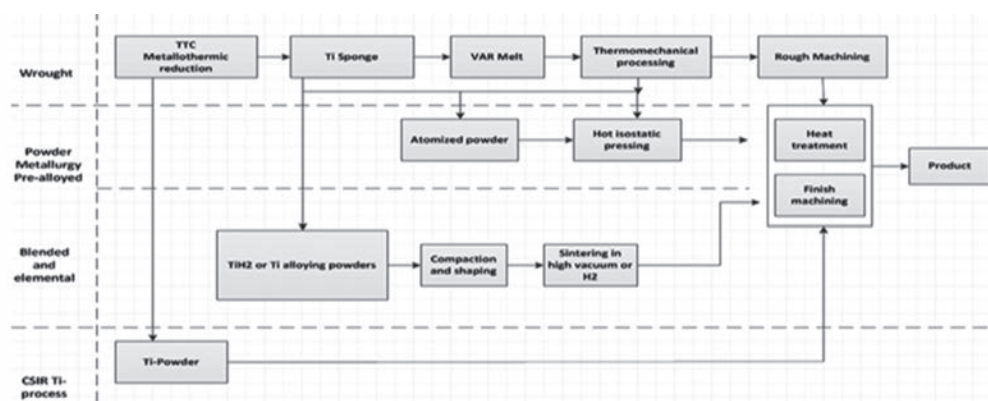 TTC
Metallothermic
reduction
Ti Sponge
VAR Melt
Thermomechanical
processing
Rough Machining
Wrought
Atomized powder
Hot isostatic
pressing
Heat
treatment
Powder
Metallurgy
Pre-alloyed
Product
Finish
machining
TiH2 or Ti alloying powders
Compaction
and shaping
Sintering in
high vacuum or
H2
Blended
and
elemental
Ti-Powder
CSIR Ti-
process